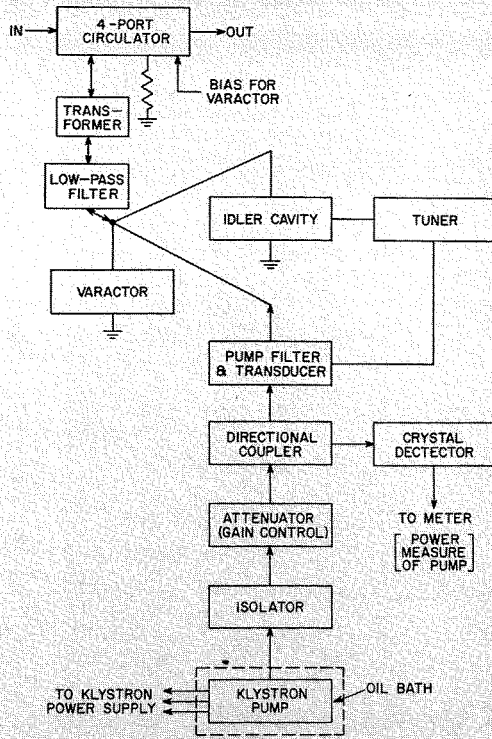 IN
4-PORT
CIRCULATOR
OUT
BIAS FOR
VARACTOR
TRANS-
FORMER
LOW-PASS
FILTER
IDLER CAVITY
TUNER
VARACTOR
PUMP FILTER
& TRANSDUCER
DIRECTIONAL
COUPLER
CRYSTAL
DECTECTOR
ATTENUATOR
(GAIN CONTROL)
TO METER
[POWER
MEASURE
OF PUMP]
ISOLATOR
TO KLYSTRON
POWER SUPPLY
KLYSTRON
PUMP
OIL BATH